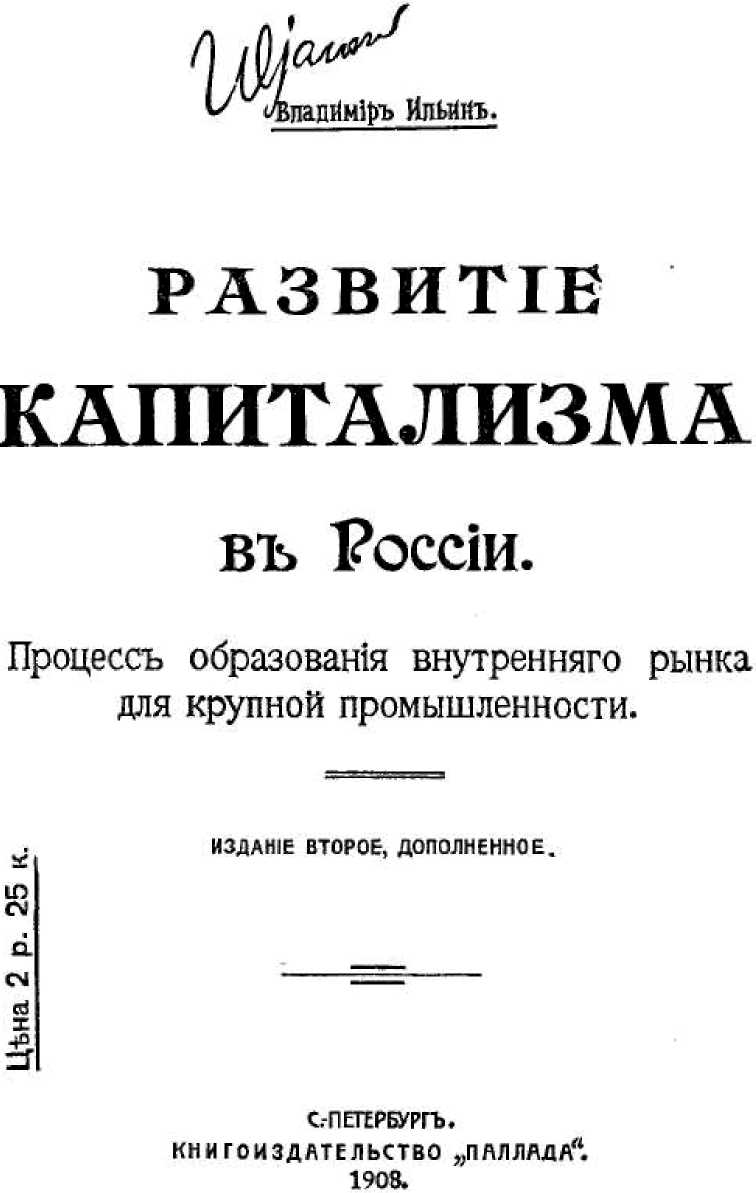 Владиміръ Ильинъ.
РАЗВИТІЕ
КАПИТАЛИЗМА
въ Россіи.
Процессъ образованія внутренняго рынка
для крупной промышленности.
ИЗДАНІЕ ВТОРОЕ, ДОПОЛНЕННОЕ.
Цѣна 2 р. 25 к.
С.-ПЕТЕРБУРГЪ.
КНИГОИЗДАТЕЛЬСТВО „ПАЛЛАДА“.
1908.